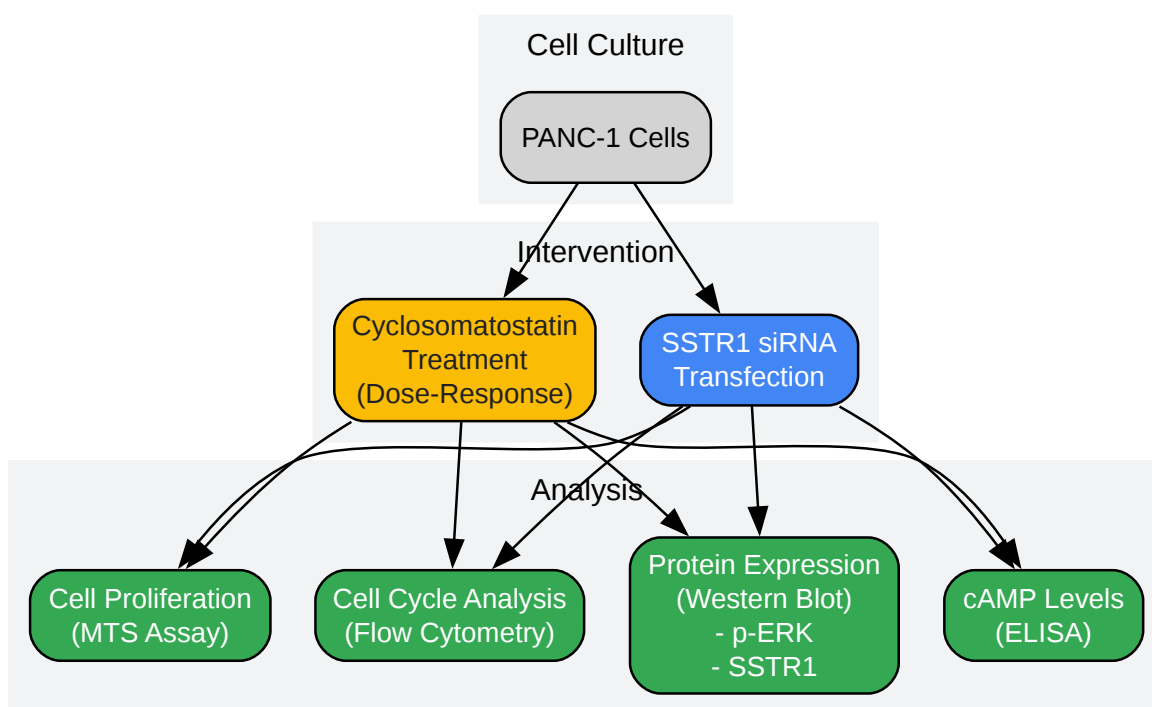 Cell Culture
PANC-1 Cells
Intervention
Cyclosomatostatin
Treatment
(Dose-Response)
SSTR1 siRNA
Transfection
Analysis
Cell Proliferation
(MTS Assay)
Cell Cycle Analysis
(Flow Cytometry)
Protein Expression
(Western Blot)
- p-ERK
- SSTR1
cAMP Levels
(ELISA)